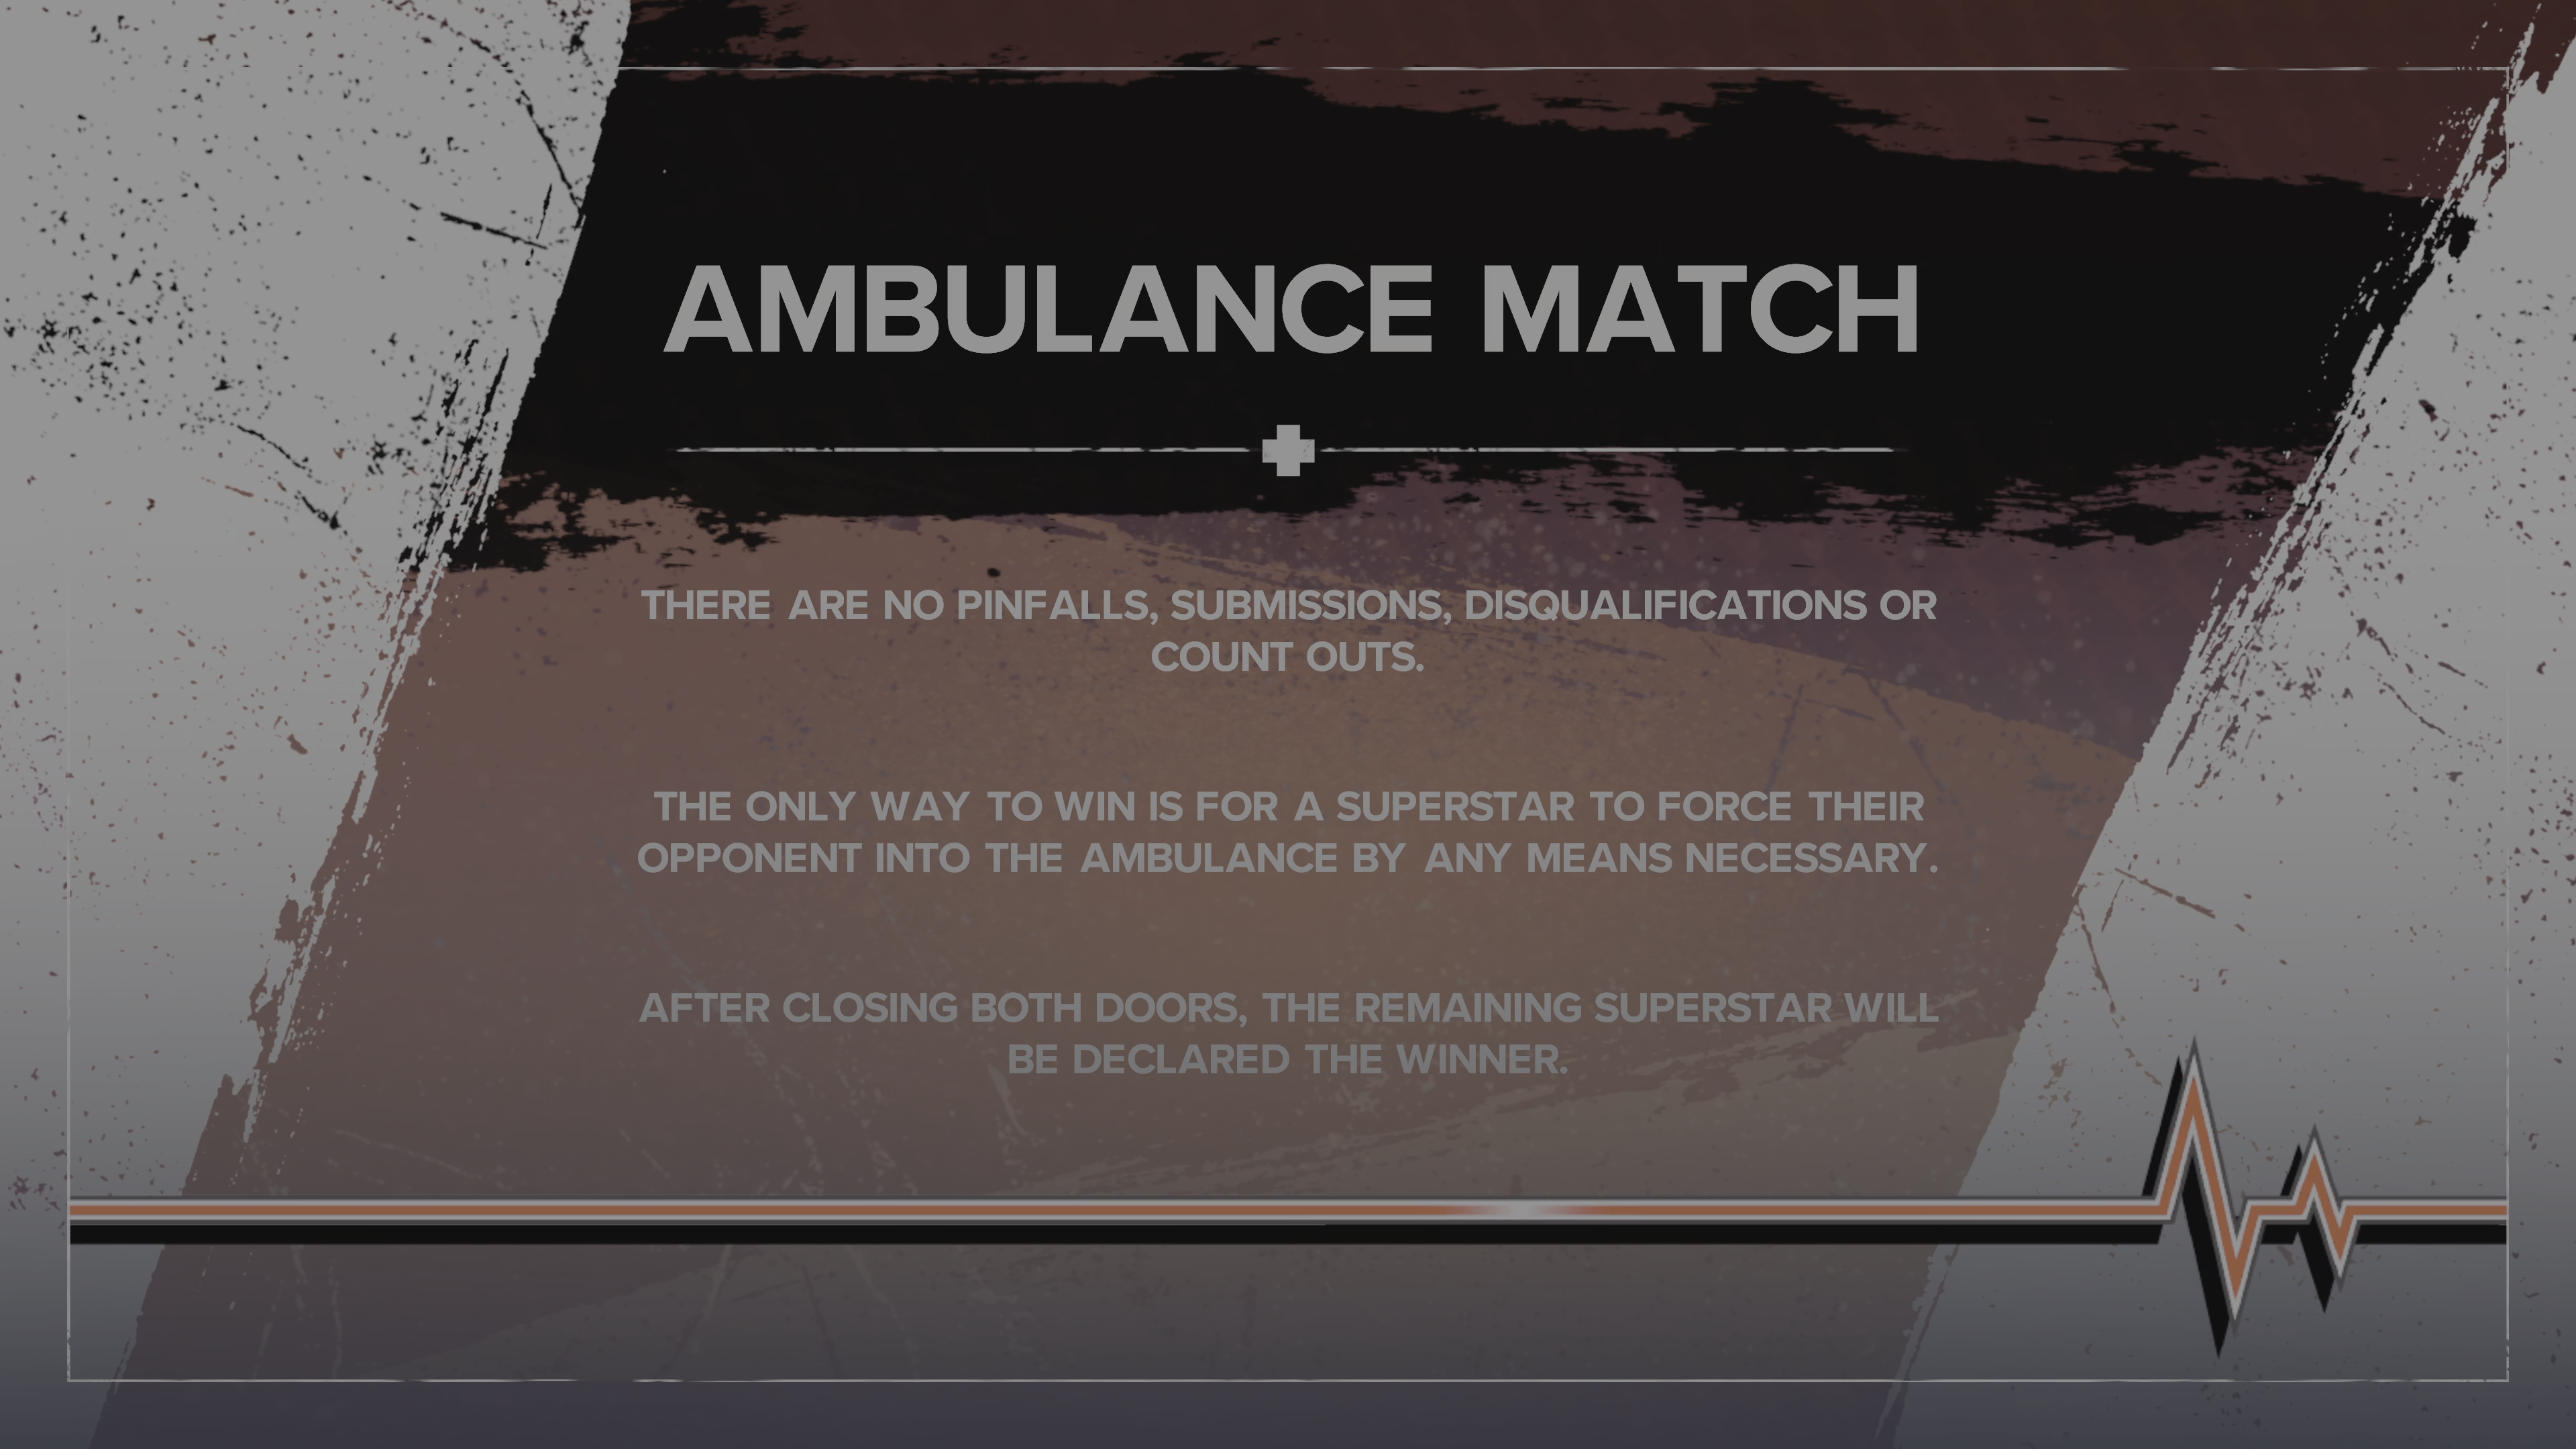 AMBULANCE MATCH
THERE ARE NO PINFALLS, SUBMISSIONS, DISQUALIFICATIONS OR
COUNT OUTS.
THE ONLY WAY TO WIN IS FOR A SUPERSTAR TO FORCE THEIR
OPPONENT INTO THE AMBULANCE BY ANY MEANS NECESSARY.
AFTER CLOSING BOTH DOORS, THE REMAINING SUPERSTAR WILL
BE DECLARED THE WINNER.